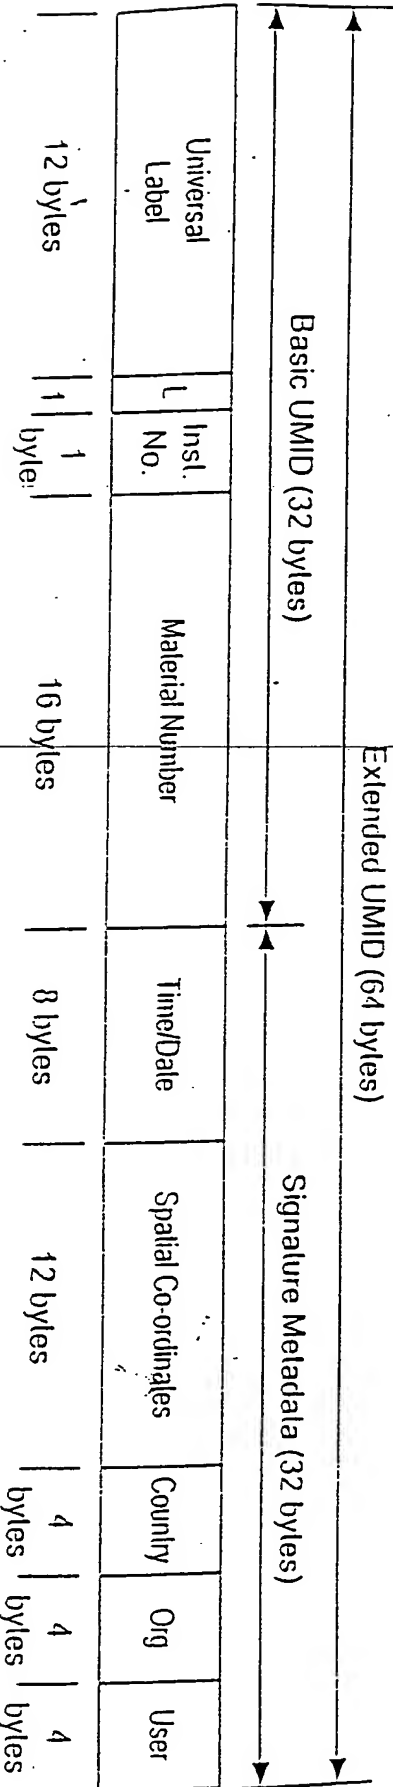 Extended UMID (64 bytes)
Basic UMID (32 bytes)
Signature Metadata (32 bytes)
Universal
Label
L
Inst.
No.
Material Number
Time/Date
Spatial Co-ordinates
Country
Org
User
12 bytes
1
1
byte
16 bytes
8 bytes
12 bytes
4
bytes
4
bytes
4
bytes